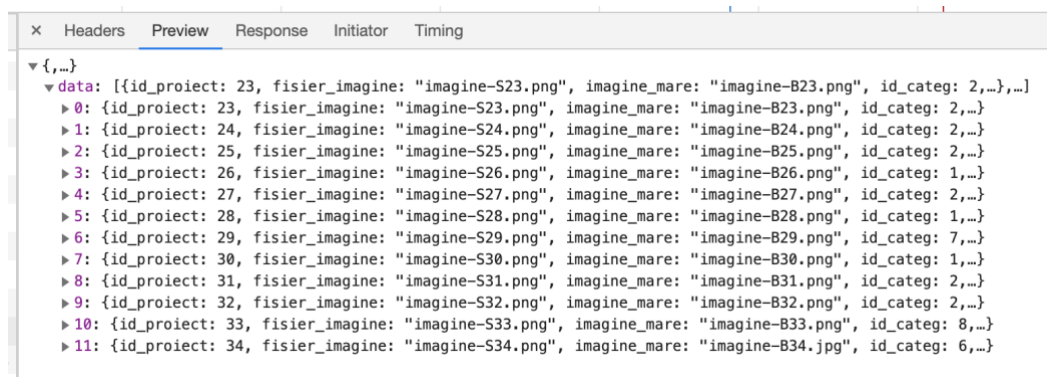 × Headers Preview Response Initiator Timing
▼{,…}
▼data: [{id_proiect: 23, fisier_imagine: "imagine-S23.png", imagine_mare: "imagine-B23.png", id_categ: 2,…},…]
▶0: {id_proiect: 23, fisier_imagine: "imagine-S23.png", imagine_mare: "imagine-B23.png", id_categ: 2,…}
▶1: {id_proiect: 24, fisier_imagine: "imagine-S24.png", imagine_mare: "imagine-B24.png", id_categ: 2,…}
▶2: {id_proiect: 25, fisier_imagine: "imagine-S25.png", imagine_mare: "imagine-B25.png", id_categ: 2,…}
▶3: {id_proiect: 26, fisier_imagine: "imagine-S26.png", imagine_mare: "imagine-B26.png", id_categ: 1,…}
▶4: {id_proiect: 27, fisier_imagine: "imagine-S27.png", imagine_mare: "imagine-B27.png", id_categ: 2,…}
▶5: {id_proiect: 28, fisier_imagine: "imagine-S28.png", imagine_mare: "imagine-B28.png", id_categ: 1,…}
▶6: {id_proiect: 29, fisier_imagine: "imagine-S29.png", imagine_mare: "imagine-B29.png", id_categ: 7,…}
▶7: {id_proiect: 30, fisier_imagine: "imagine-S30.png", imagine_mare: "imagine-B30.png", id_categ: 1,…}
▶8: {id_proiect: 31, fisier_imagine: "imagine-S31.png", imagine_mare: "imagine-B31.png", id_categ: 2,…}
▶9: {id_proiect: 32, fisier_imagine: "imagine-S32.png", imagine_mare: "imagine-B32.png", id_categ: 2,…}
▶10: {id_proiect: 33, fisier_imagine: "imagine-S33.png", imagine_mare: "imagine-B33.png", id_categ: 8,…}
▶11: {id_proiect: 34, fisier_imagine: "imagine-S34.png", imagine_mare: "imagine-B34.jpg", id_categ: 6,…}